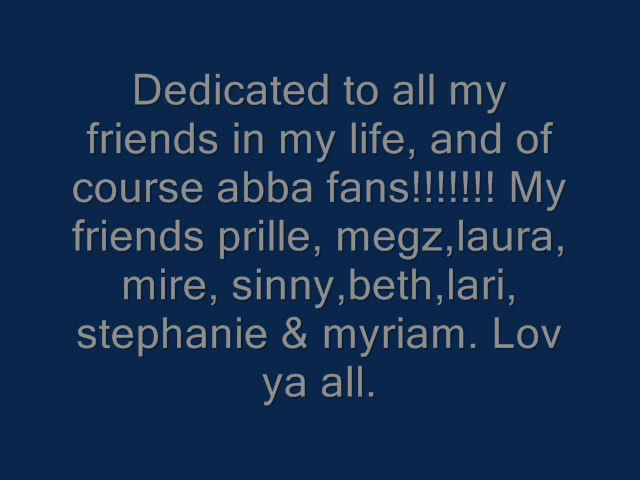 Dedicated to all my
friends in my life, and of
course abba fans!!!!!!! My
friends prille, megz,laura,
mire, sinny,beth,lari,
stephanie & myriam. Lov
ya all.